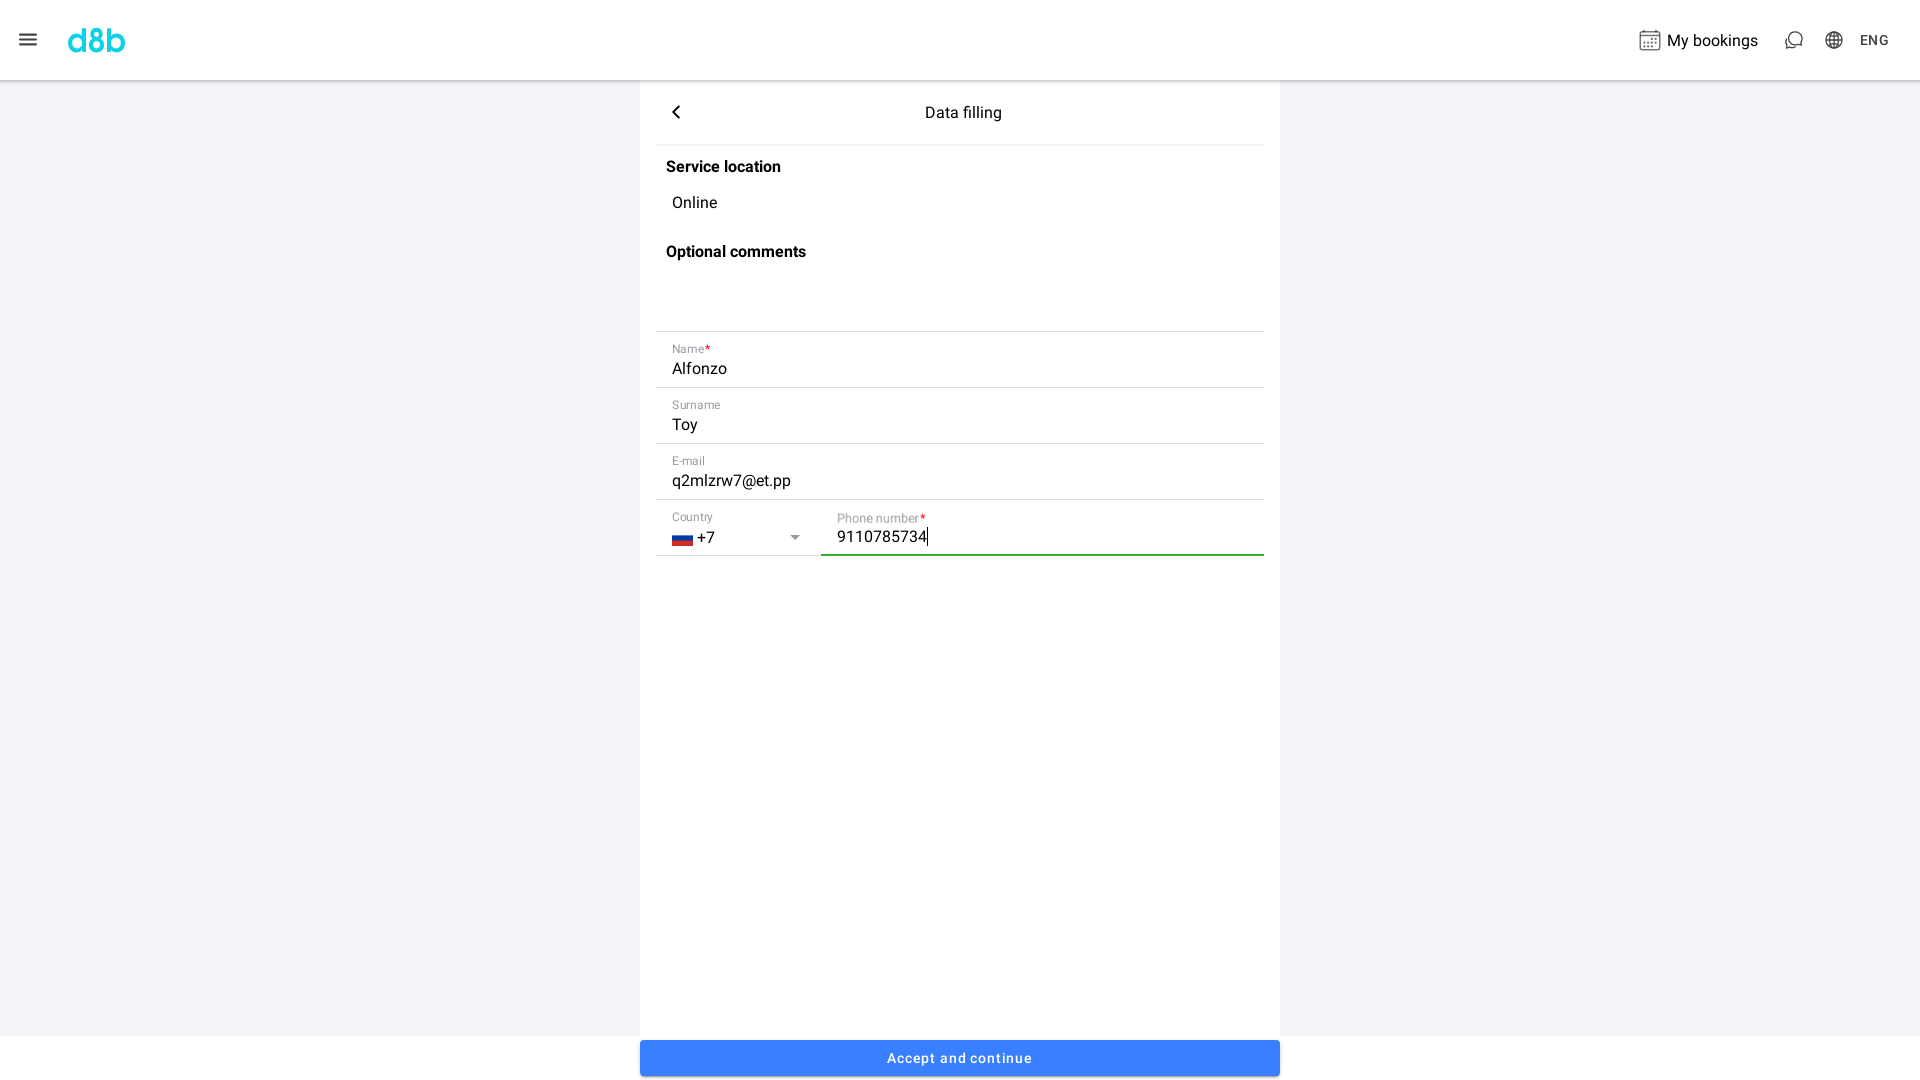 d8b
My bookings
ENG
Data filling
Service location
Online
Optional comments
Name*
Alfonzo
Surname
Toy
E-mail
q2mlzrw7@et.pp
Country
+7
Phone number*
9110785734
Accept and continue